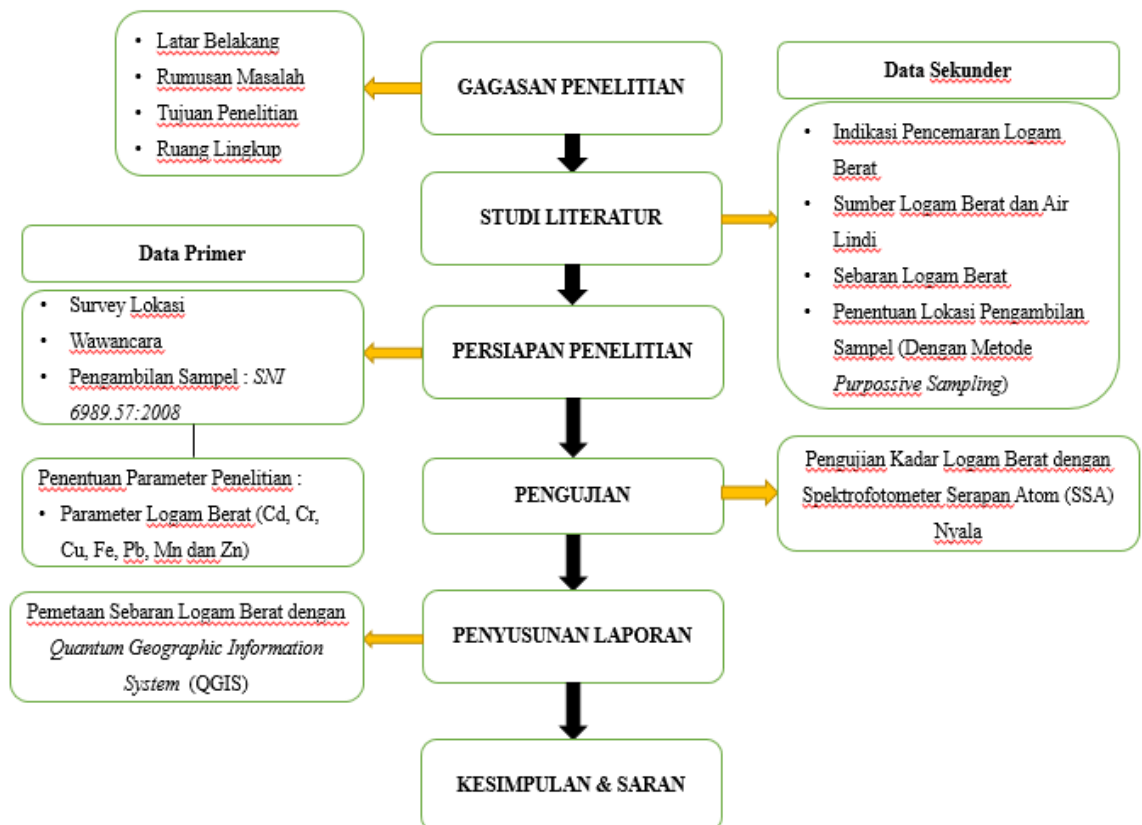 • Latar Belakang
• Rumusan Masalah
• Tujuan Penelitian
• Ruang Lingkup
GAGASAN PENELITIAN
Data Sekunder
• Indikasi Pencemaran Logam
Berat
• Sumber Logam Berat dan Air
Lindi
• Sebaran Logam Berat
• Penentuan Lokasi Pengambilan
Sampel (Dengan Metode
Purpossive Sampling)
STUDI LITERATUR
Data Primer
• Survey Lokasi
• Wawancara
• Pengambilan Sampel : SNI
6989.57:2008
PERSIAPAN PENELITIAN
Penentuan Parameter Penelitian :
• Parameter Logam Berat (Cd, Cr,
Cu, Fe, Pb, Mn dan Zn)
PENGUJIAN
Pengujian Kadar Logam Berat dengan
Spektrofotometer Serapan Atom (SSA)
Nyala
Pemetaan Sebaran Logam Berat dengan
Quantum Geographic Information
System (QGIS)
PENYUSUNAN LAPORAN
KESIMPULAN & SARAN